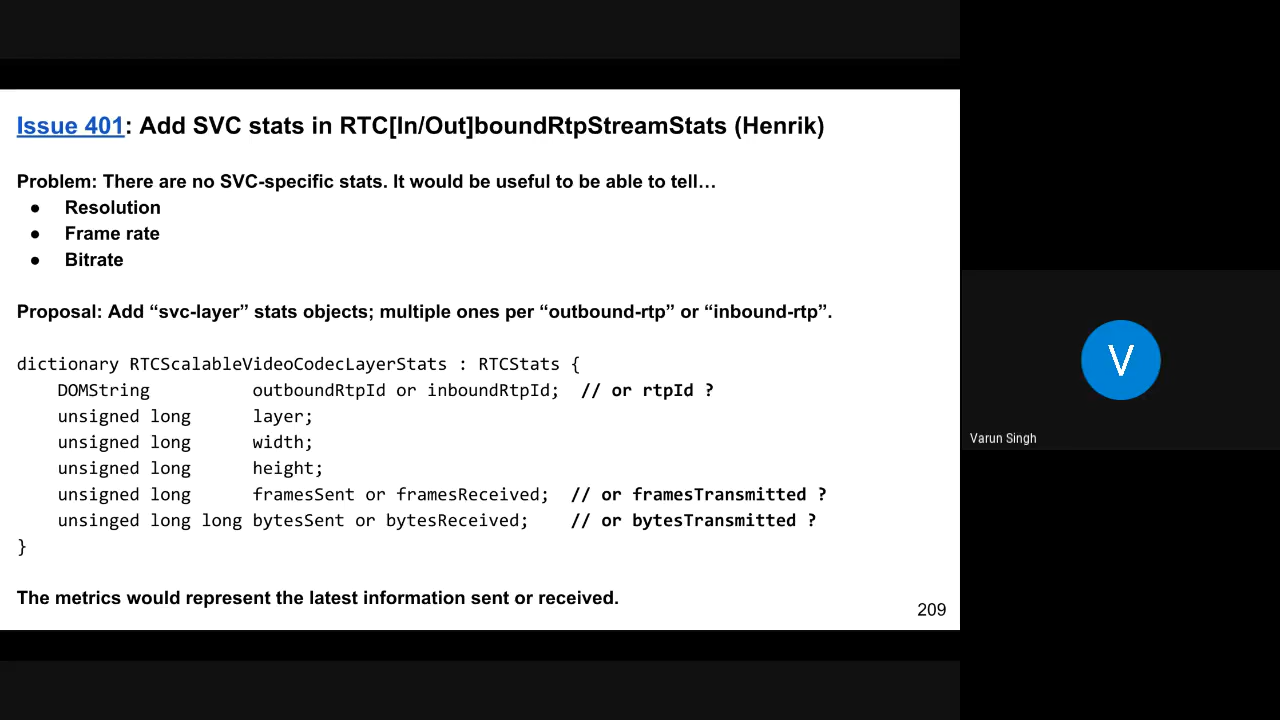 Issue 401: Add SVC stats in RTC[In/Out]boundRtpStreamStats (Henrik)
Problem: There are no SVC-specific stats. It would be useful to be able to tell…
● Resolution
● Frame rate
● Bitrate
Proposal: Add “svc-layer” stats objects; multiple ones per “outbound-rtp” or “inbound-rtp”.
dictionary RTCScalableVideoCodecLayerStats : RTCStats {
    DOMString          outboundRtpId or inboundRtpId;  // or rtpId ?
    unsigned long      layer;
    unsigned long      width;
    unsigned long      height;
    unsigned long      framesSent or framesReceived;  // or framesTransmitted ?
    unsinged long long bytesSent or bytesReceived;    // or bytesTransmitted ?
}
The metrics would represent the latest information sent or received.
209
V
Varun Singh